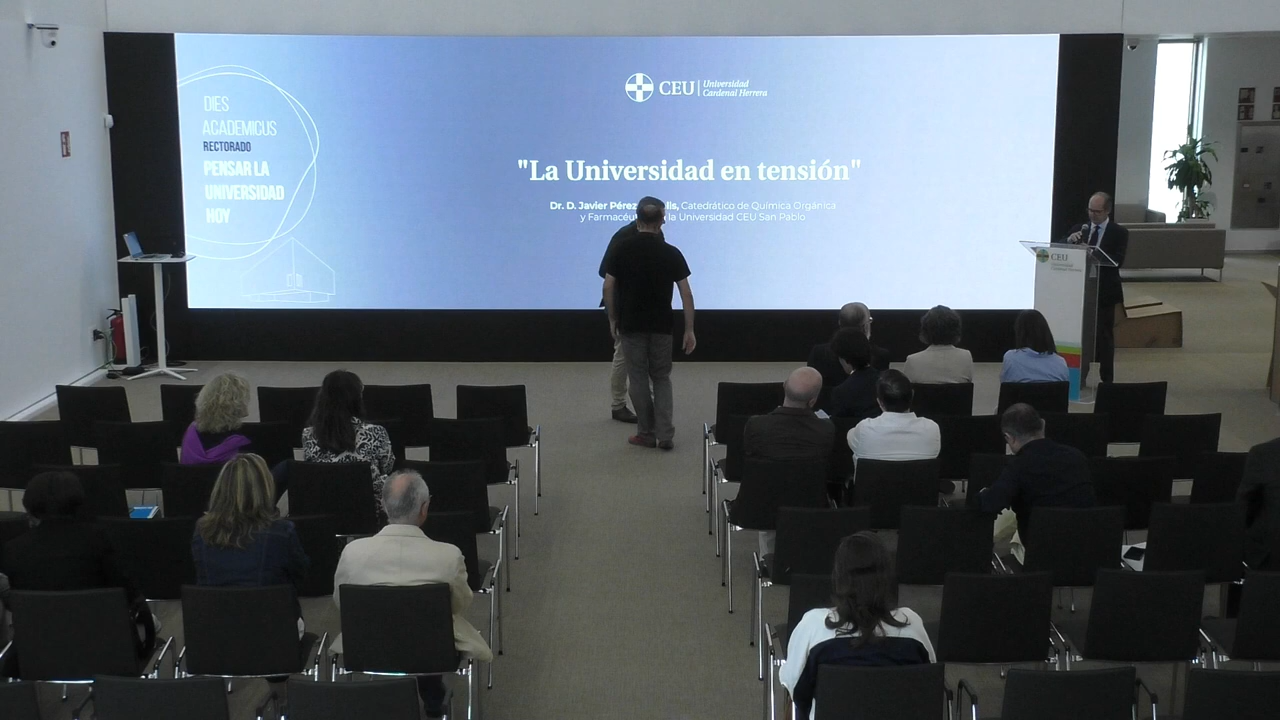 DIES
ACADEMICUS
RECTORADO
PENSAR LA
UNIVERSIDAD
HOY
CEU
Universidad
Cardenal Herrera
"La Universidad en tensión"
Dr. D. Javier Pérez Catedrático de Química Orgánica
y la Universidad CEU San Pablo
CEU